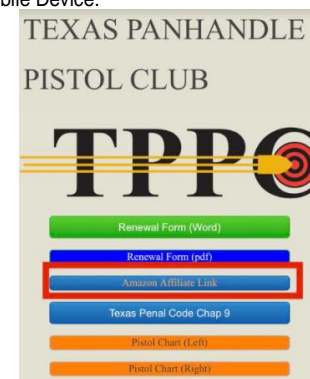 bile Device.
TEXAS PANHANDLE
PISTOL CLUB
TPPC
Renewal Form (Word)
Renewal Form (pdf)
Amazon Affiliate Link
Texas Penal Code Chap 9
Pistol Chart (Left)
Pistol Chart (Right)